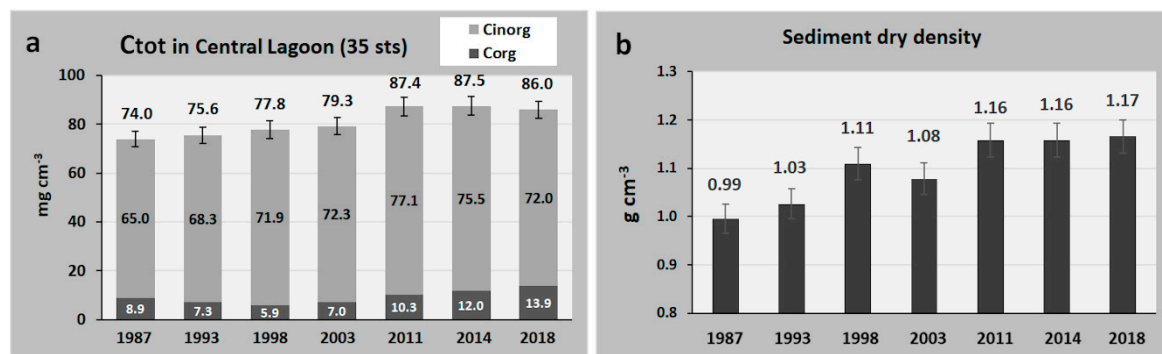 a
Ctot in Central Lagoon (35 sts)
Cinorg
Corg
mg cm-3
100
80
60
40
20
0
74.0 75.6 77.8 79.3 87.4 87.5 86.0
65.0 68.3 71.9 72.3 77.1 75.5 72.0
8.9 7.3 5.9 7.0 10.3 12.0 13.9
1987 1993 1998 2003 2011 2014 2018
b
Sediment dry density
g cm-3
1.3
1.2
1.1
1.0
0.9
0.8
0.99 1.03 1.11 1.08 1.16 1.16 1.17
1987 1993 1998 2003 2011 2014 2018